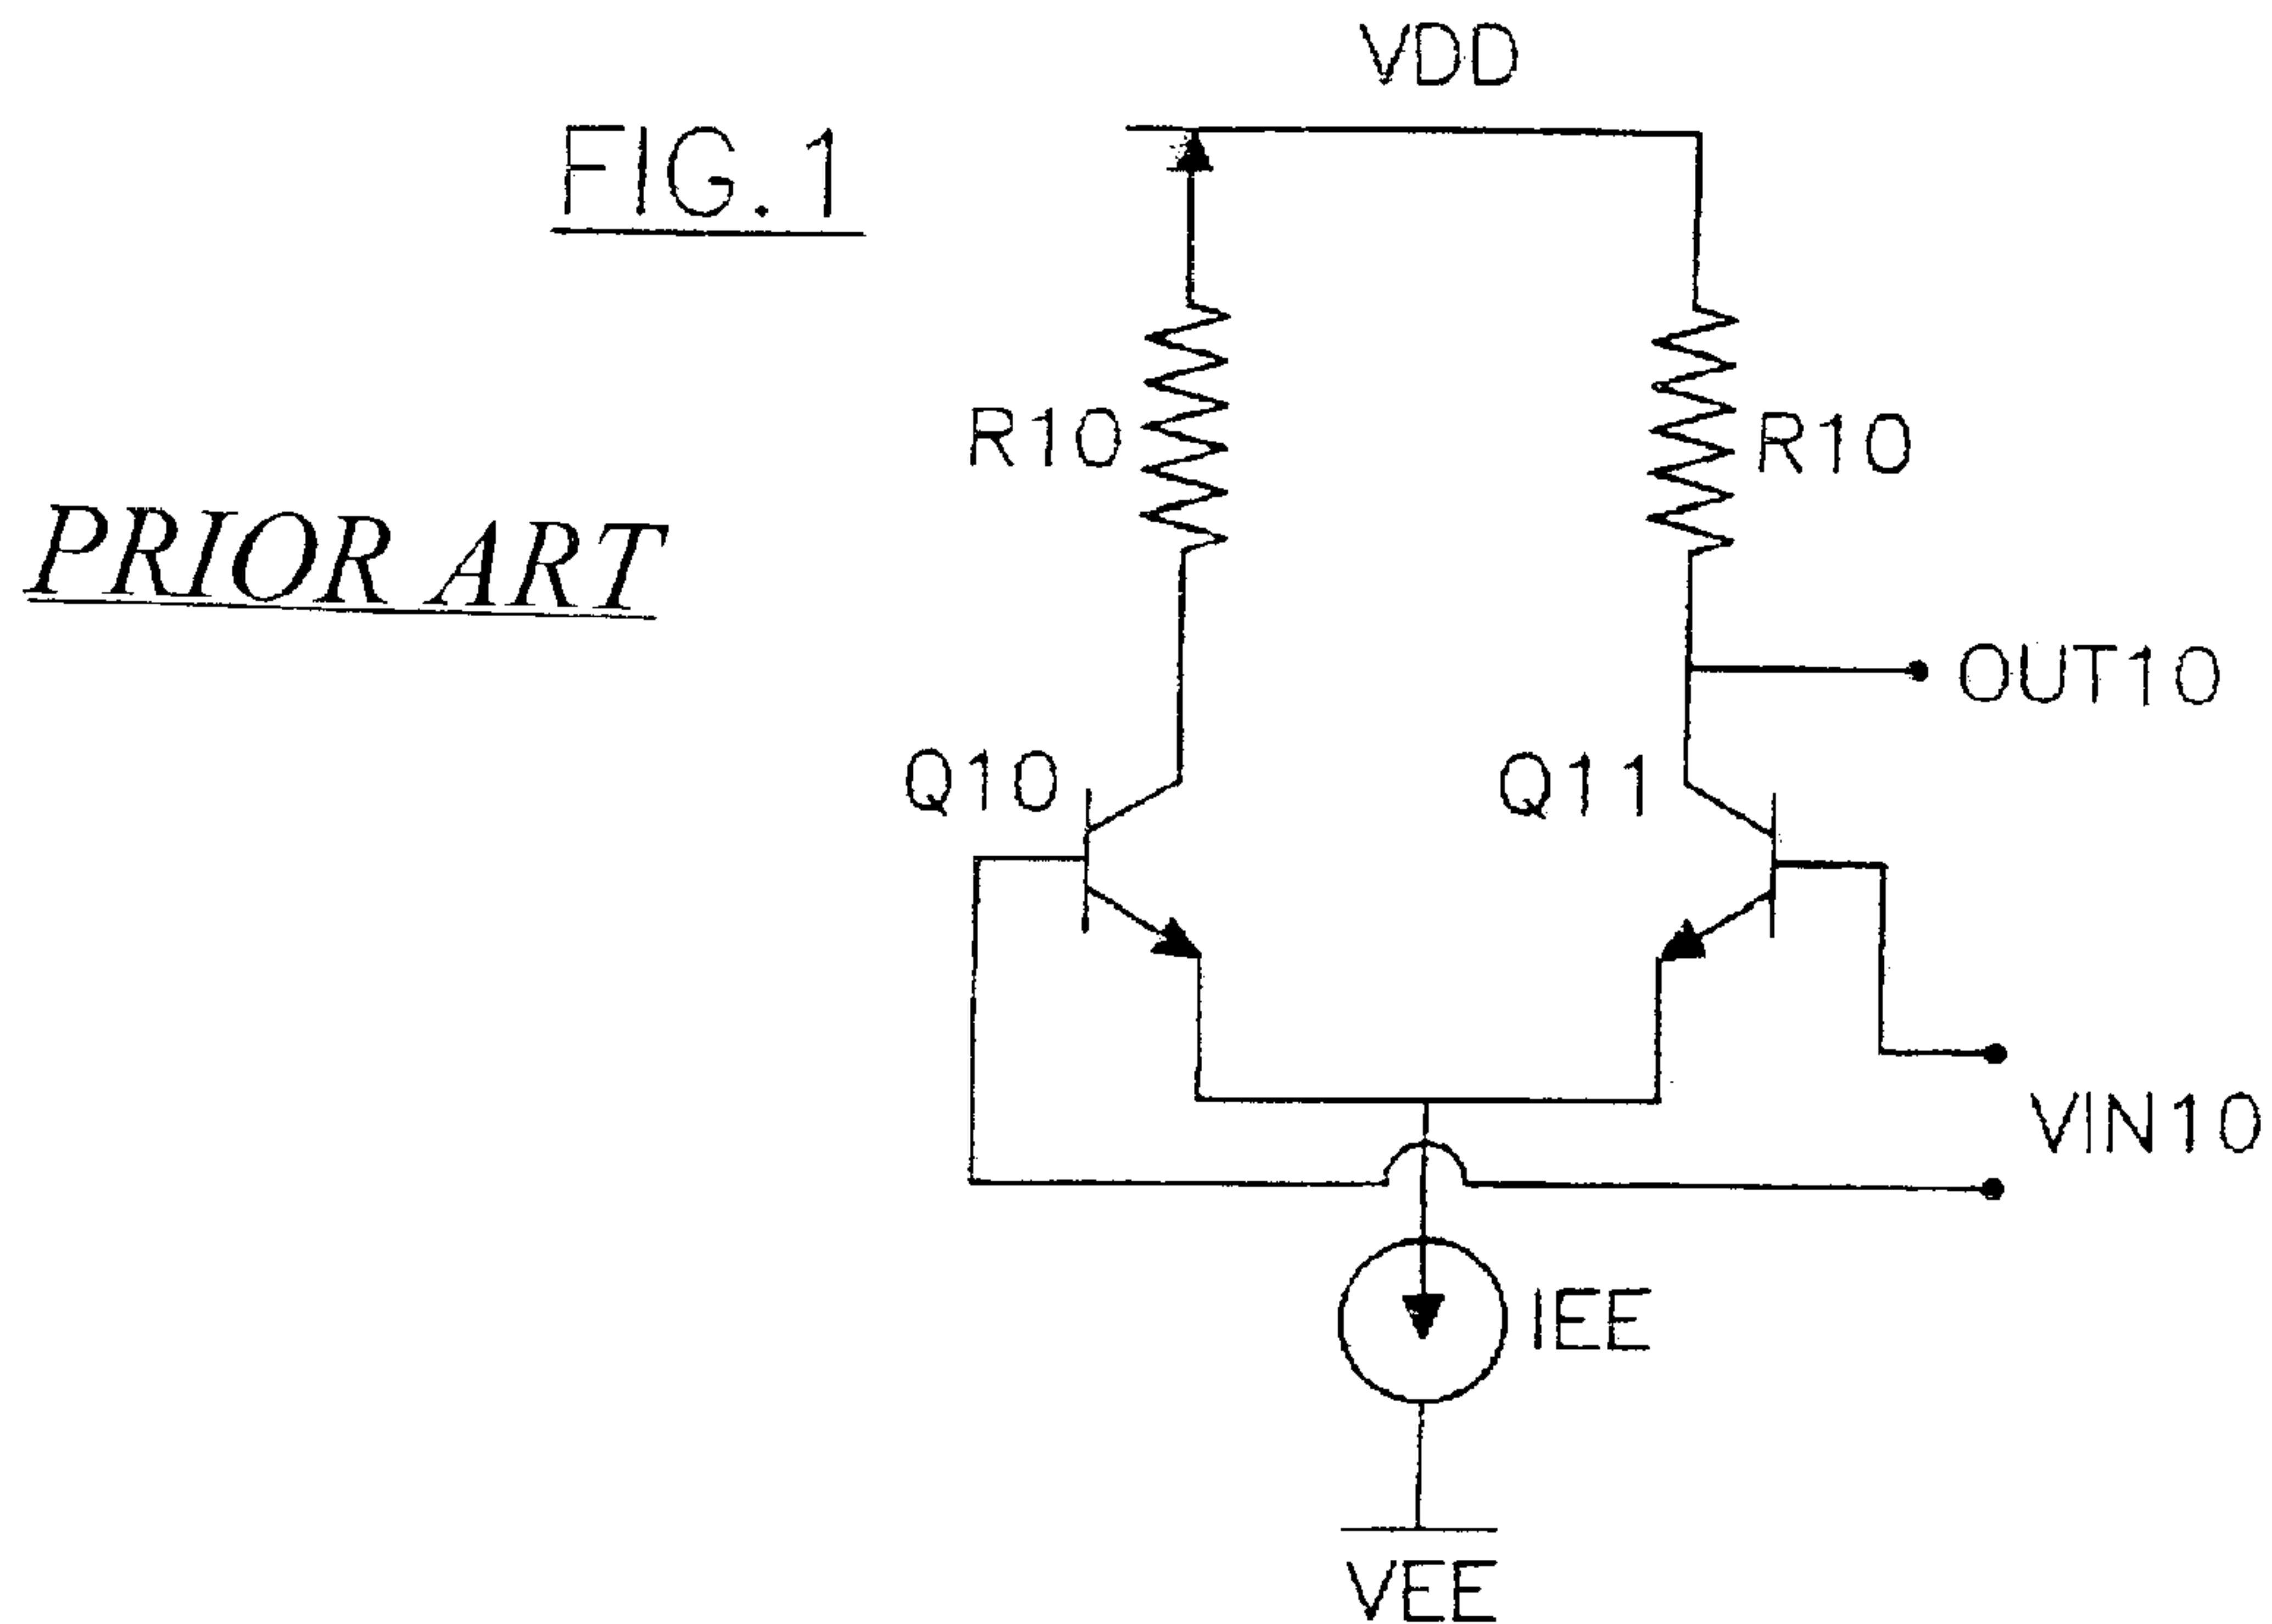 VDD
FIG. 1
R10
R10
PRIOR ART
OUT10
Q10
Q11
VIN10
IEE
VEE